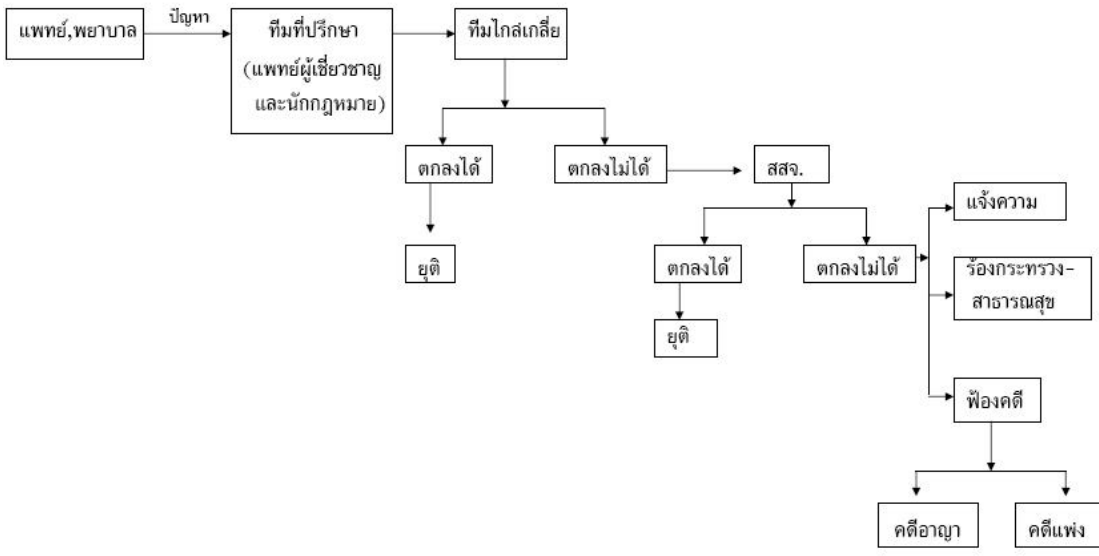 แพทย์,พยาบาล
ปัญหา
ทีมที่ปรึกษา
(แพทย์ผู้เชี่ยวชาญ
และนักกฎหมาย)
ทีมไกล่เกลี่ย
ตกลงได้
ตกลงไม่ได้
สสจ.
ยุติ
ตกลงได้
ตกลงไม่ได้
แจ้งความ
ร้องกระทรวง-
สาธารณสุข
ยุติ
ฟ้องคดี
คดีอาญา
คดีแพ่ง